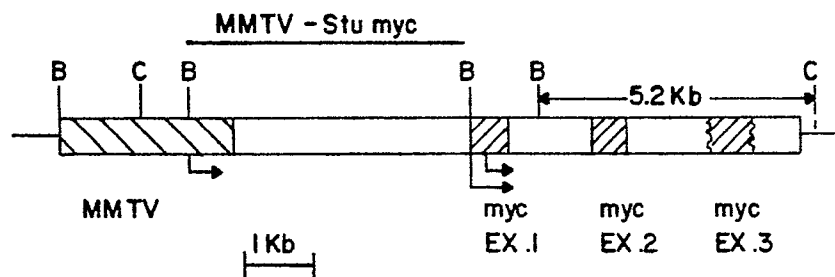 MMTV - Stu myc
B C B B B C
5.2 Kb
MMTV
myc myc myc
EX.1 EX.2 EX.3
1 Kb